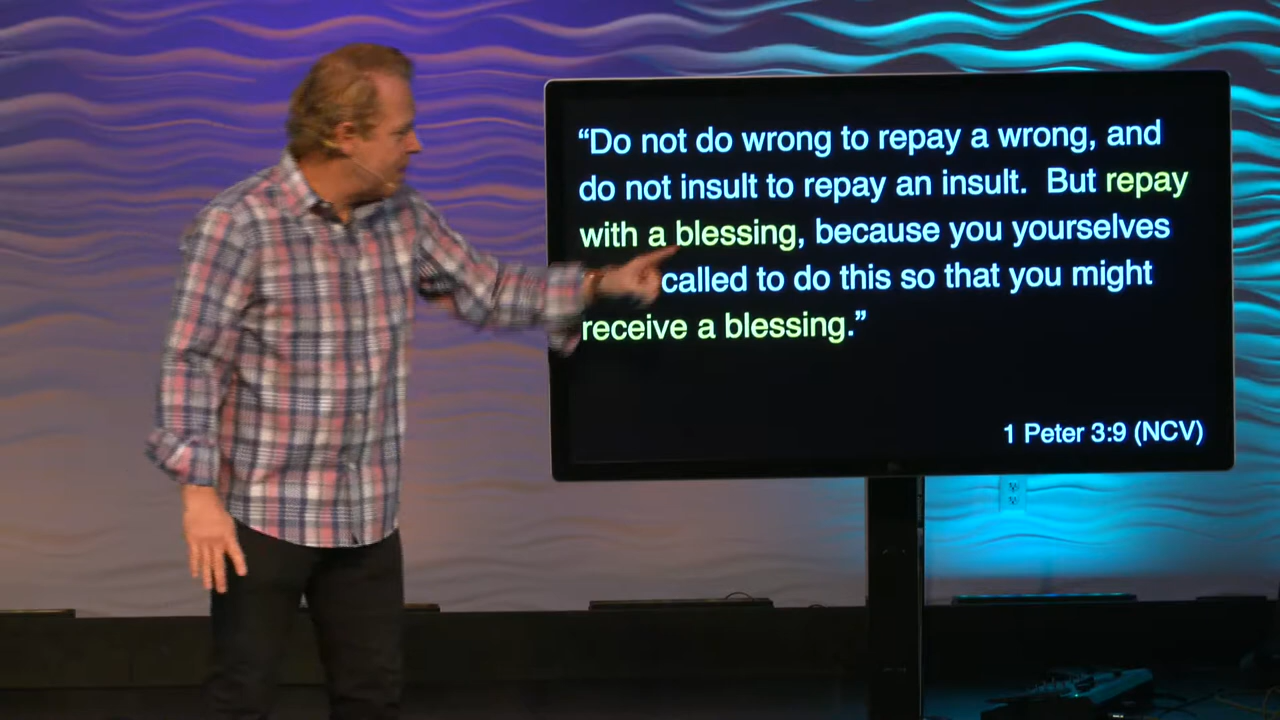 “Do not do wrong to repay a wrong, and
do not insult to repay an insult.  But repay
with a blessing, because you yourselves
called to do this so that you might
receive a blessing.”
1 Peter 3:9 (NCV)